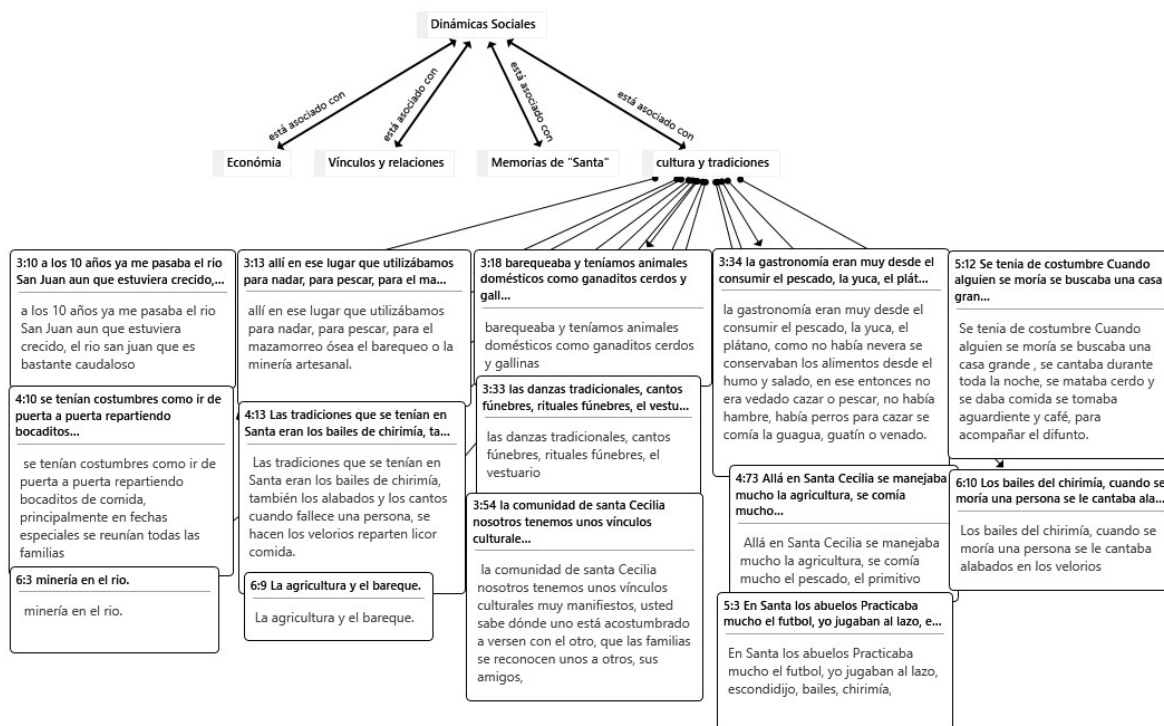 Dinámicas Sociales
está asociado con
está asociado con
está asociado con
está asociado con
Económia
Vínculos y relaciones
Memorias de "Santa"
cultura y tradiciones
3:10 a los 10 años ya me pasaba el rio
San Juan aun que estuviera crecido,...
a los 10 años ya me pasaba el rio
San Juan aun que estuviera
crecido, el rio san juan que es
bastante caudaloso
3:13 allí en ese lugar que utilizábamos
para nadar, para pescar, para el ma...
allí en ese lugar que utilizábamos
para nadar, para pescar, para el
mazamorreo ósea el barequeo o la
minería artesanal.
3:18 barequeaba y teníamos animales
domésticos como ganaditos cerdos y
gall...
barequeaba y teníamos animales
domésticos como ganaditos cerdos
y gallinas
3:34 la gastronomía eran muy desde el
consumir el pescado, la yuca, el plát...
la gastronomía eran muy desde el
consumir el pescado, la yuca, el
plátano, como no había nevera se
conservaban los alimentos desde el
humo y salado, en ese entonces no
era vedado cazar o pescar, no había
hambre, había perros para cazar se
comía la guagua, guatín o venado.
5:12 Se tenia de costumbre Cuando
alguien se moría se buscaba una casa
gran...
Se tenia de costumbre Cuando
alguien se moría se buscaba una
casa grande , se cantaba durante
toda la noche, se mataba cerdo y
se daba comida se tomaba
aguardiente y café, para
acompañar el difunto.
4:10 se tenían costumbres como ir de
puerta a puerta repartiendo
bocaditos...
se tenían costumbres como ir de
puerta a puerta repartiendo
bocaditos de comida,
principalmente en fechas
especiales se reunían todas las
familias
4:13 Las tradiciones que se tenían en
Santa eran los bailes de chirimía, ta...
Las tradiciones que se tenían en
Santa eran los bailes de chirimía,
también los alabados y los cantos
cuando fallece una persona, se
hacen los velorios reparten licor
comida.
3:33 las danzas tradicionales, cantos
fúnebres, rituales fúnebres, el vestu...
las danzas tradicionales, cantos
fúnebres, rituales fúnebres, el
vestuario
4:73 Allá en Santa Cecilia se manejaba
mucho la agricultura, se comía
mucho...
Allá en Santa Cecilia se manejaba
mucho la agricultura, se comía
mucho el pescado, el primitivo
6:10 Los bailes del chirimía, cuando se
moría una persona se le cantaba ala...
Los bailes del chirimía, cuando se
moría una persona se le cantaba
alabados en los velorios
3:54 la comunidad de santa Cecilia
nosotros tenemos unos vínculos
culturale...
la comunidad de santa Cecilia
nosotros tenemos unos vínculos
culturales muy manifiestos, usted
sabe dónde uno está acostumbrado
a versen con el otro, que las familias
se reconocen unos a otros, sus
amigos,
6:3 minería en el rio.
minería en el rio.
6:9 La agricultura y el bareque.
La agricultura y el bareque.
5:3 En Santa los abuelos Practicaba
mucho el futbol, yo jugaban al lazo, e...
En Santa los abuelos Practicaba
mucho el futbol, yo jugaban al lazo,
escondidijo, bailes, chirimía,